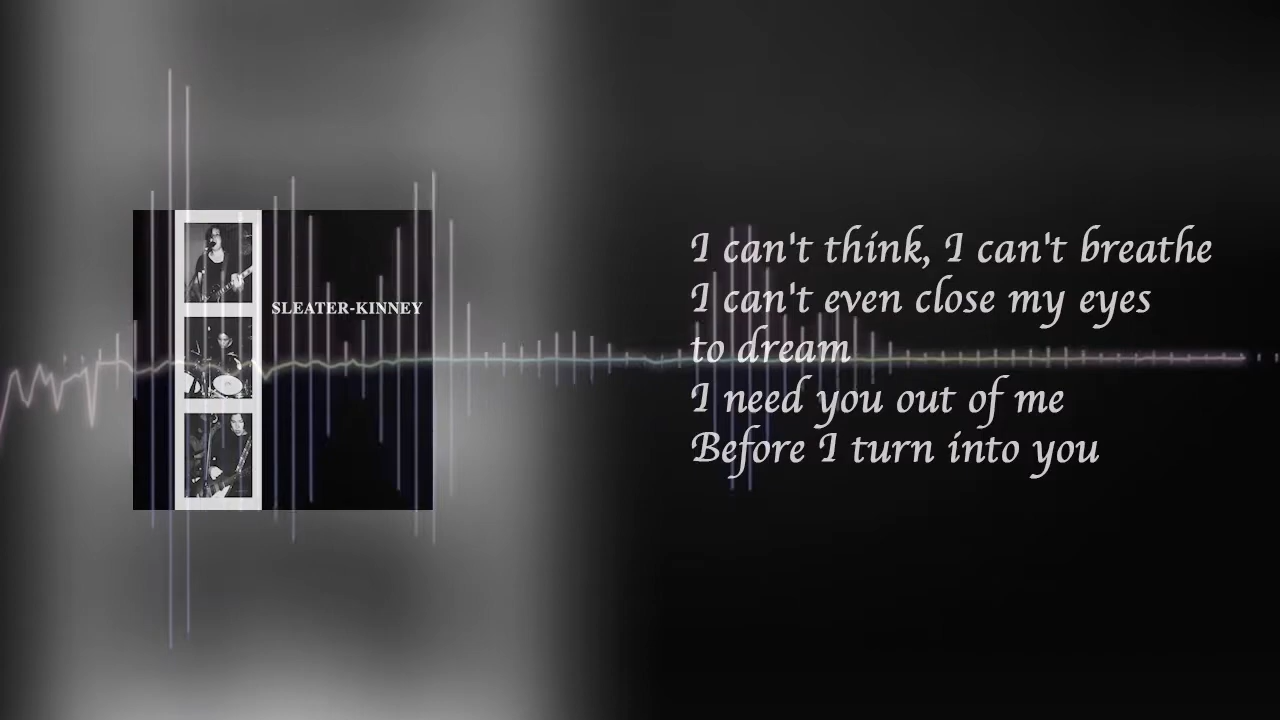 SLEATER-KINNEY
I can't think, I can't breathe
I can't even close my eyes
to dream
I need you out of me
Before I turn into you